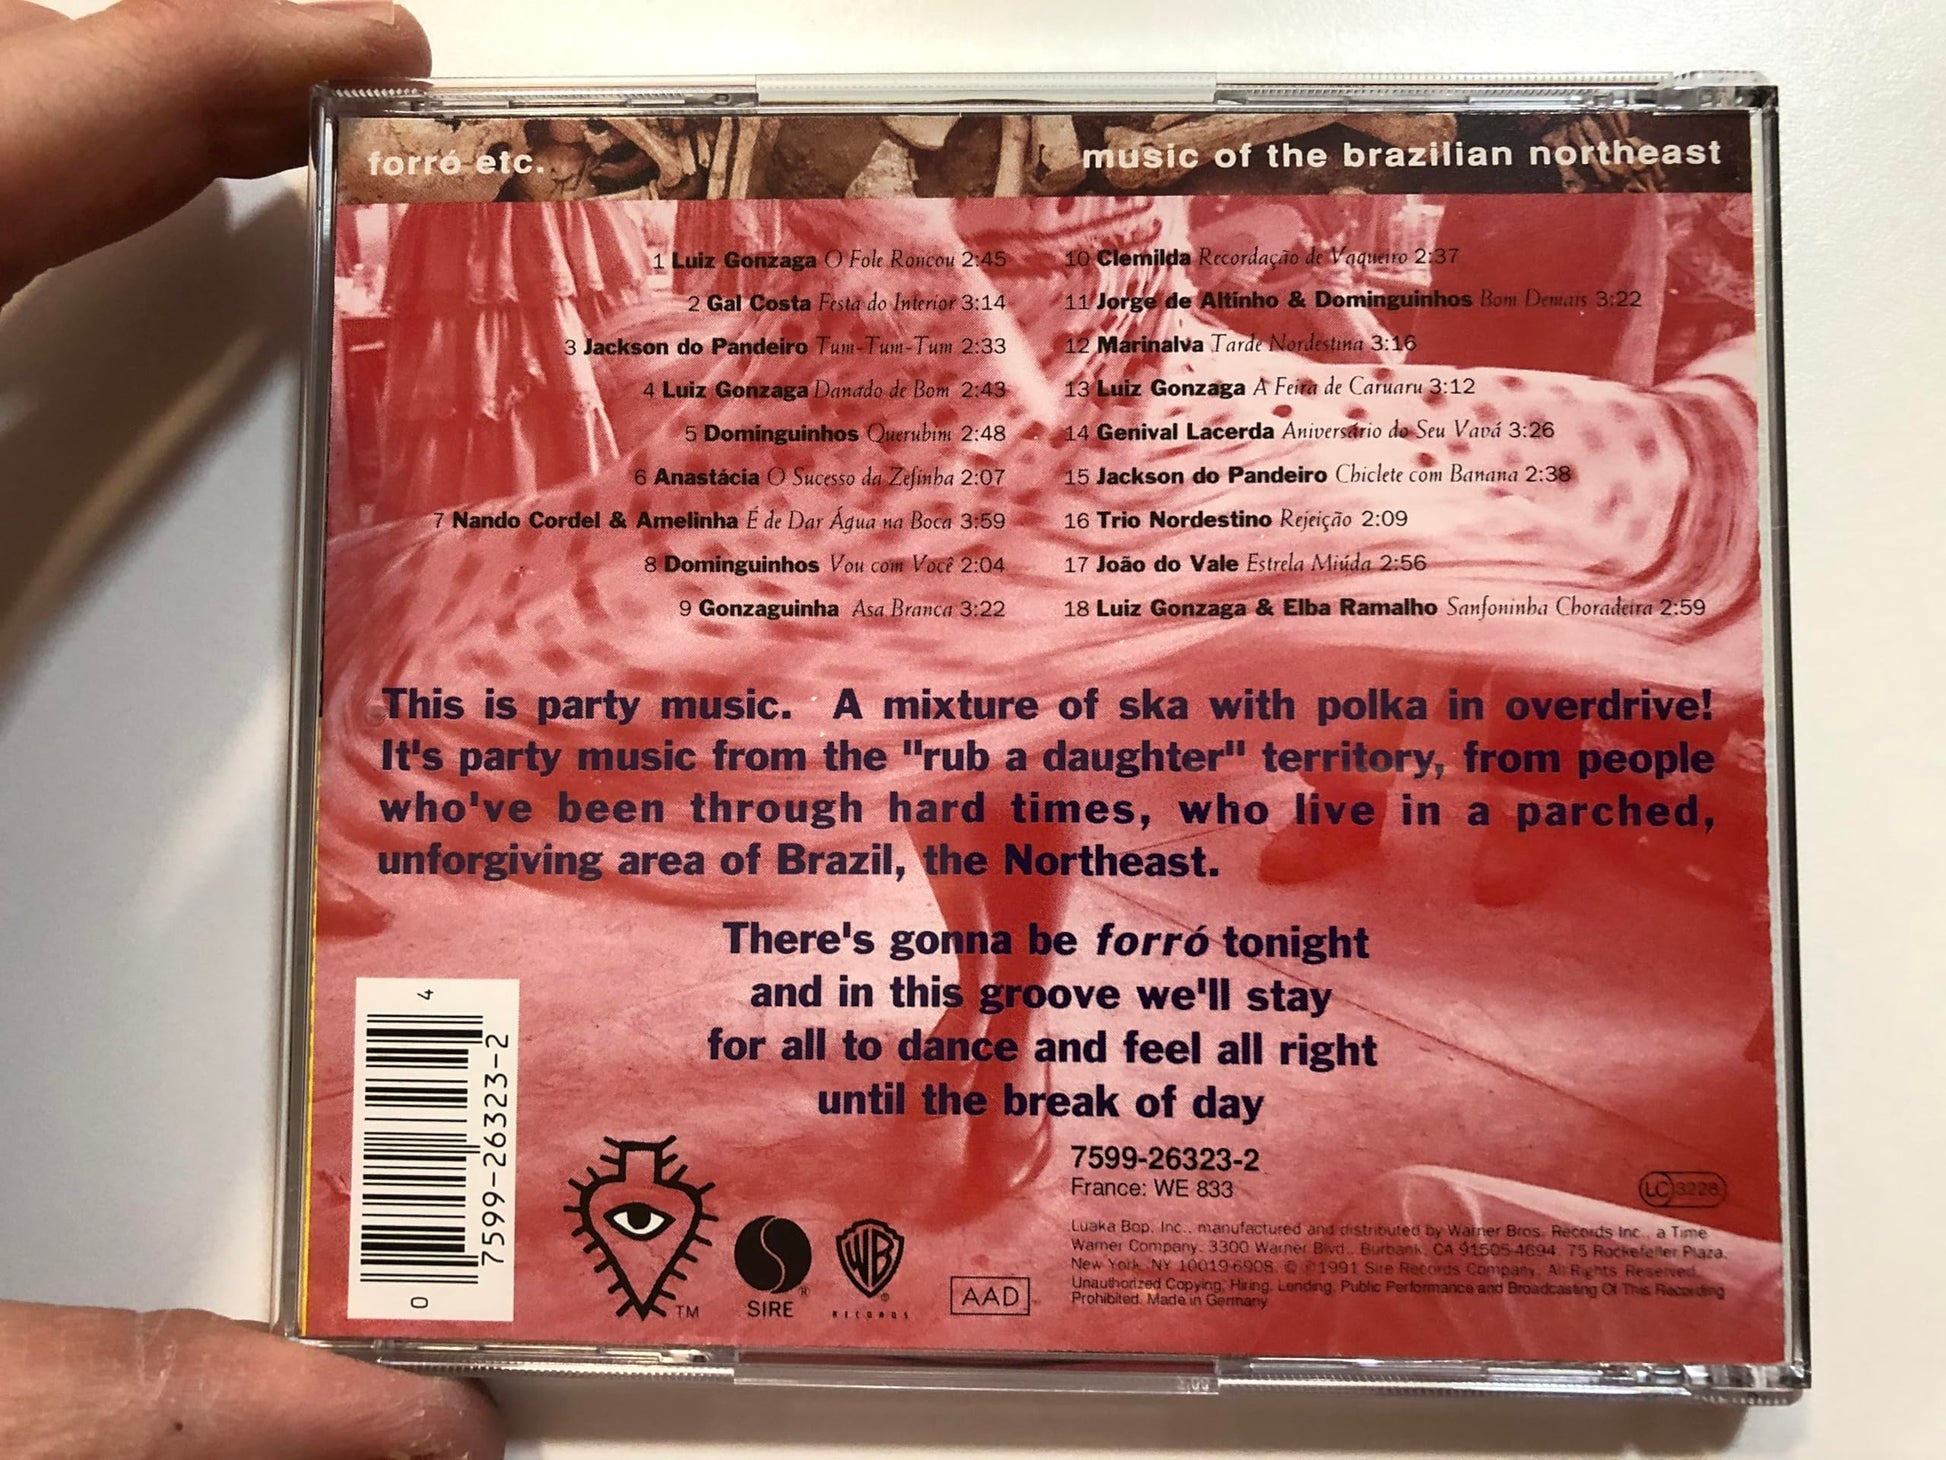 forró etc.
music of the brazilian northeast
1 Luiz Gonzaga O Fole Roncou 2:45
2 Gal Costa Festa do Interior 3:14
3 Jackson do Pandeiro Tum-Tum-Tum 2:33
4 Luiz Gonzaga Danado de Bom 2:43
5 Dominguinhos Querubim 2:48
6 Anastácia O Sucesso da Zefinha 2:07
7 Nando Cordel & Amelinha É de Dar Água na Boca 3:59
8 Dominguinhos Vou com Você 2:04
9 Gonzaguinha Asa Branca 3:22
10 Clemilda Recordação de Vaqueiro 2:37
11 Jorge de Altinho & Dominguinhos Bom Demais 3:22
12 Marinalva Tarde Nordestina 3:16
13 Luiz Gonzaga A Feira de Caruaru 3:12
14 Genival Lacerda Aniversário do Seu Vavá 3:26
15 Jackson do Pandeiro Chiclete com Banana 2:38
16 Trio Nordestino Rejeição 2:09
17 João do Vale Estrela Miúda 2:56
18 Luiz Gonzaga & Elba Ramalho Sanfoninha Choradeira 2:59
This is party music. A mixture of ska with polka in overdrive!
It's party music from the "rub a daughter" territory, from people
who've been through hard times, who live in a parched,
unforgiving area of Brazil, the Northeast.
There's gonna be forró tonight
and in this groove we'll stay
for all to dance and feel all right
until the break of day
4
7599-26323-2
0
TM
SIRE ®
WB ®
RECORDS
AAD
7599-26323-2
France: WE 833
LC 3228
Luaka Bop, Inc., manufactured and distributed by Warner Bros. Records Inc., a Time
Warner Company. 3300 Warner Blvd., Burbank, CA 91505-4694. 75 Rockefeller Plaza,
New York, NY 10019-6908. © ℗ 1991 Sire Records Company. All Rights Reserved.
Unauthorized Copying, Hiring, Lending, Public Performance and Broadcasting Of This Recording
Prohibited. Made in Germany